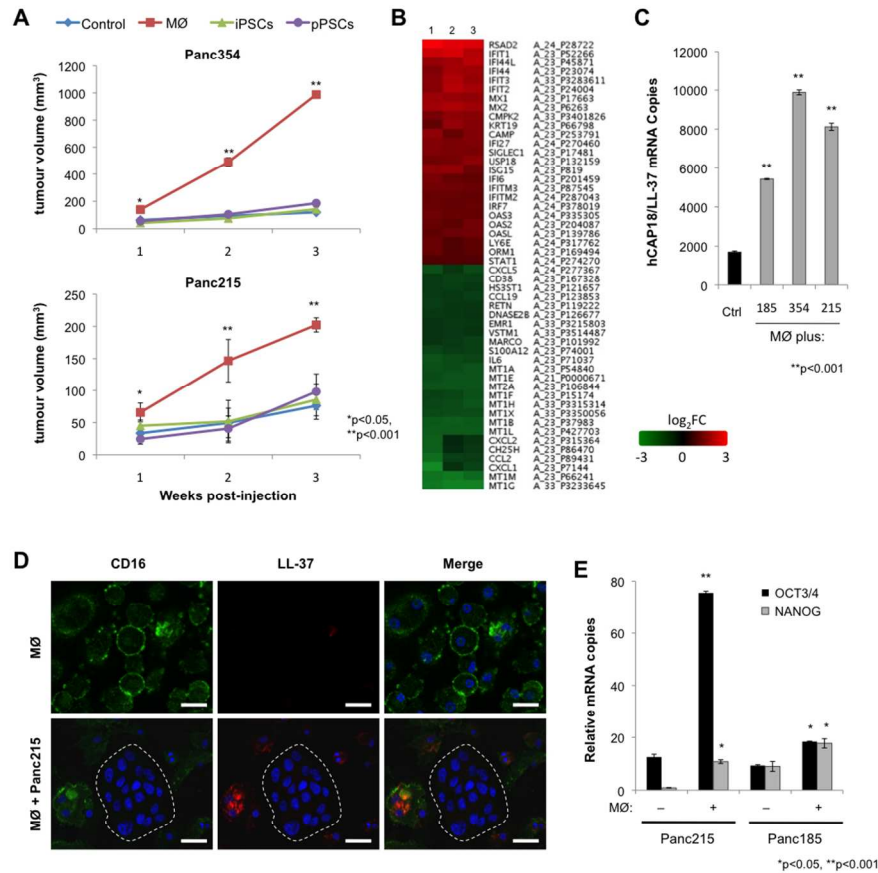 A
Control MØ iPSCs pPSCs
Panc354
tumour volume (mm3)
1200
1000
800
600
400
200
0
* ** **
1 2 3
Panc215
tumour volume (mm3)
250
200
150
100
50
0
* ** **
*p<0.05,
**p<0.001
1 2 3
Weeks post-injection
B
1 2 3
RSAD2 A_24_P28722
IFIT1 A_23_P52266
IFI44L A_23_P45871
IFI44 A_23_P23074
IFIT3 A_33_P3283611
IFIT2 A_23_P24004
MX1 A_23_P17663
MX2 A_23_P6263
CMPK2 A_33_P3401826
KRT19 A_23_P66798
CAMP A_23_P253791
IFI27 A_24_P270460
SIGLEC1 A_23_P17481
USP18 A_23_P132159
ISG15 A_23_P819
IFI6 A_23_P201459
IFITM3 A_23_P87545
IFITM2 A_24_P287043
IRF7 A_24_P378019
OAS3 A_24_P335305
OAS2 A_23_P204087
OASL A_23_P139786
LY6E A_24_P317762
ORM1 A_23_P169494
STAT1 A_24_P274270
CXCL5 A_24_P277367
CD38 A_23_P167328
HS3ST1 A_23_P121657
CCL19 A_23_P123853
RETN A_23_P119222
DNASE2B A_23_P126677
EMR1 A_33_P3215803
VSTM1 A_33_P3514487
MARCO A_23_P101992
S100A12 A_23_P74001
IL6 A_23_P71037
MT1A A_23_P54840
MT1E A_21_P0000671
MT2A A_23_P106844
MT1F A_23_P15174
MT1H A_33_P3315314
MT1X A_33_P3350056
MT1B A_23_P37983
MT1L A_23_P427703
CXCL2 A_23_P315364
CH25H A_23_P86470
CCL2 A_23_P89431
CXCL1 A_23_P7144
MT1M A_23_P66241
MT1G A_33_P3233645
C
hCAP18/LL-37 mRNA Copies
12000
10000
8000
6000
4000
2000
0
** ** **
Ctrl 185 354 215
MØ plus:
**p<0.001
log2FC
-3 0 3
D
CD16 LL-37 Merge
MØ
MØ + Panc215
E
Relative mRNA copies
80
60
40
20
0
OCT3/4
NANOG
** * * *
MØ: – + – +
Panc215 Panc185
*p<0.05, **p<0.001